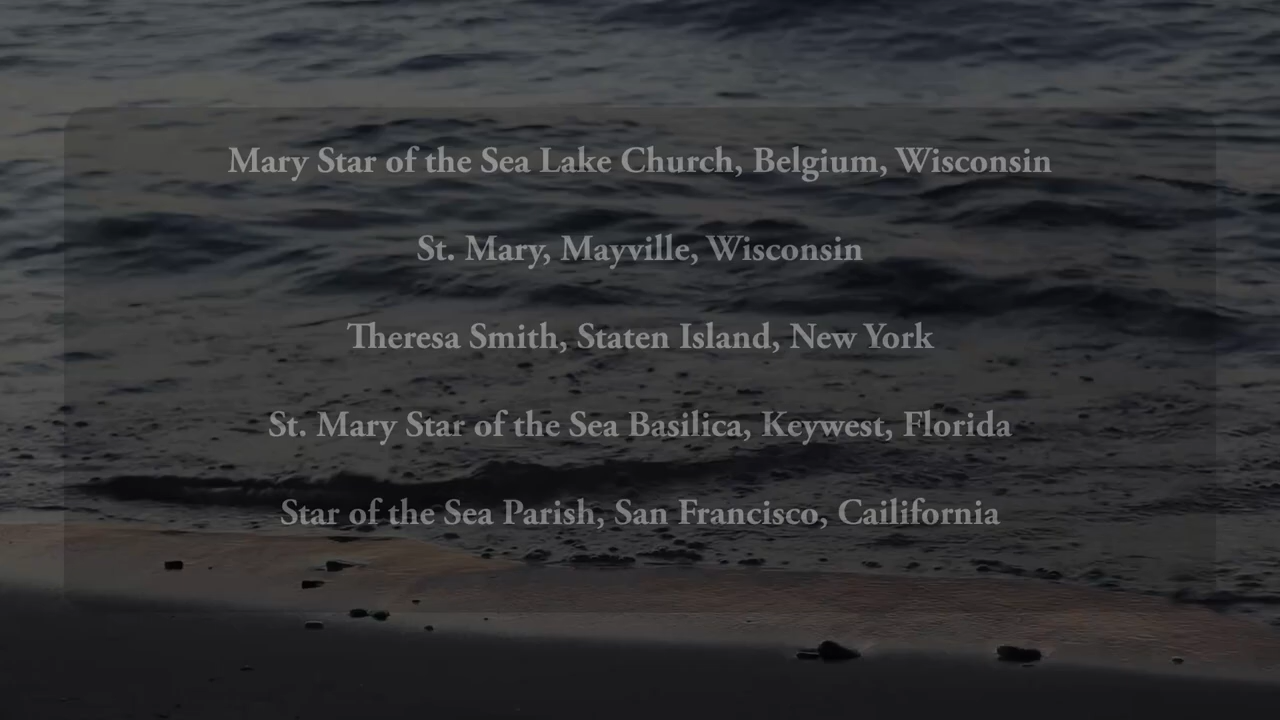 Mary Star of the Sea Lake Church, Belgium, Wisconsin
St. Mary, Mayville, Wisconsin
Theresa Smith, Staten Island, New York
St. Mary Star of the Sea Basilica, Keywest, Florida
Star of the Sea Parish, San Francisco, Cailifornia